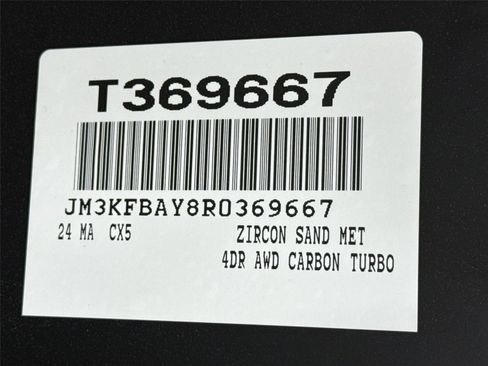 T369667
JM3KFBAY8R0369667
24 MA CX5 ZIRCON SAND MET
4DR AWD CARBON TURBO